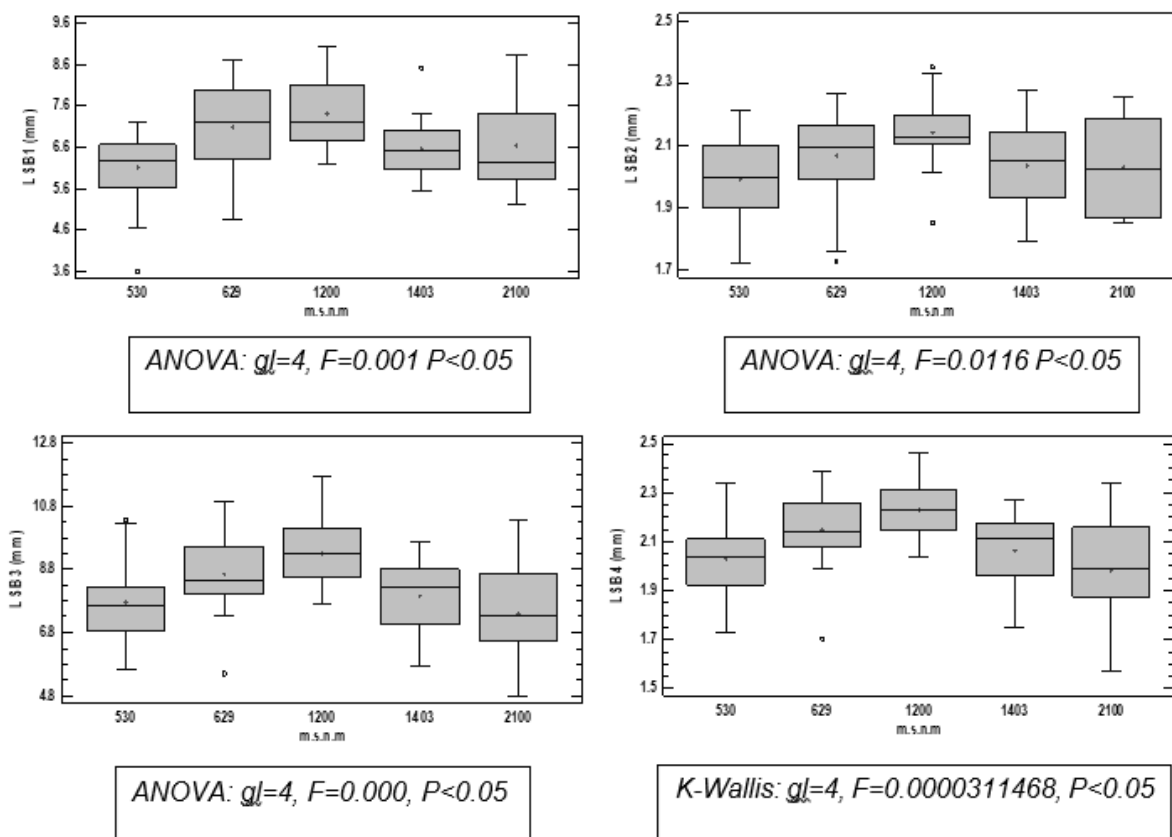 9.6
8.6
7.6
6.6
5.6
4.6
3.6
LSB1 (mm)
530 629 1200 1403 2100
m.s.n.m
ANOVA: gl=4, F=0.001 P<0.05
2.5
2.3
2.1
1.9
1.7
LSB2 (mm)
530 629 1200 1403 2100
m.s.n.m
ANOVA: gl=4, F=0.0116 P<0.05
12.8
10.8
8.8
6.8
4.8
LSB3 (mm)
530 629 1200 1403 2100
m.s.n.m
ANOVA: gl=4, F=0.000, P<0.05
2.5
2.3
2.1
1.9
1.7
1.5
LSB4 (mm)
530 629 1200 1403 2100
m.s.n.m
K-Wallis: gl=4, F=0.0000311468, P<0.05